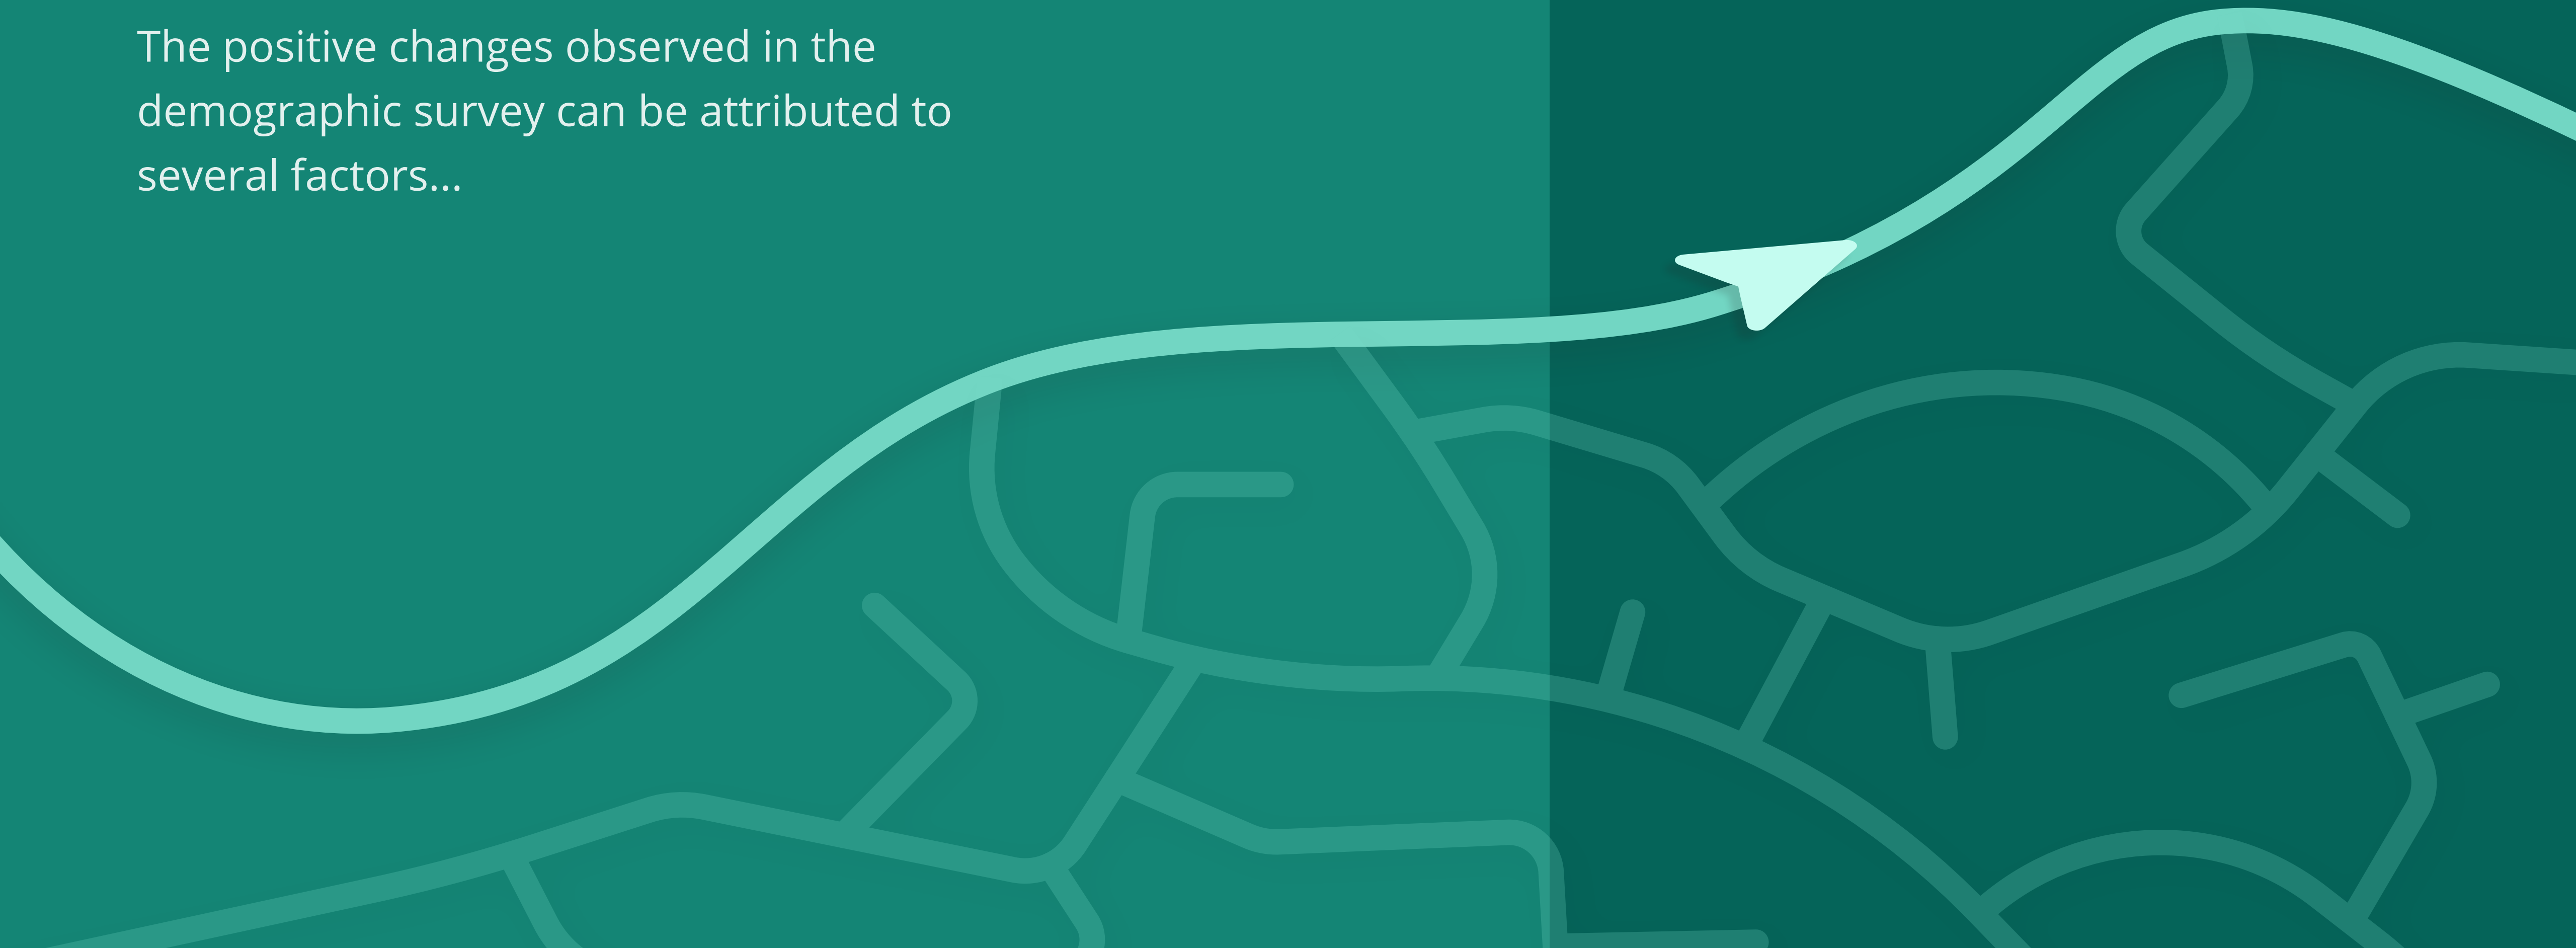 The positive changes observed in the
demographic survey can be attributed to
several factors...